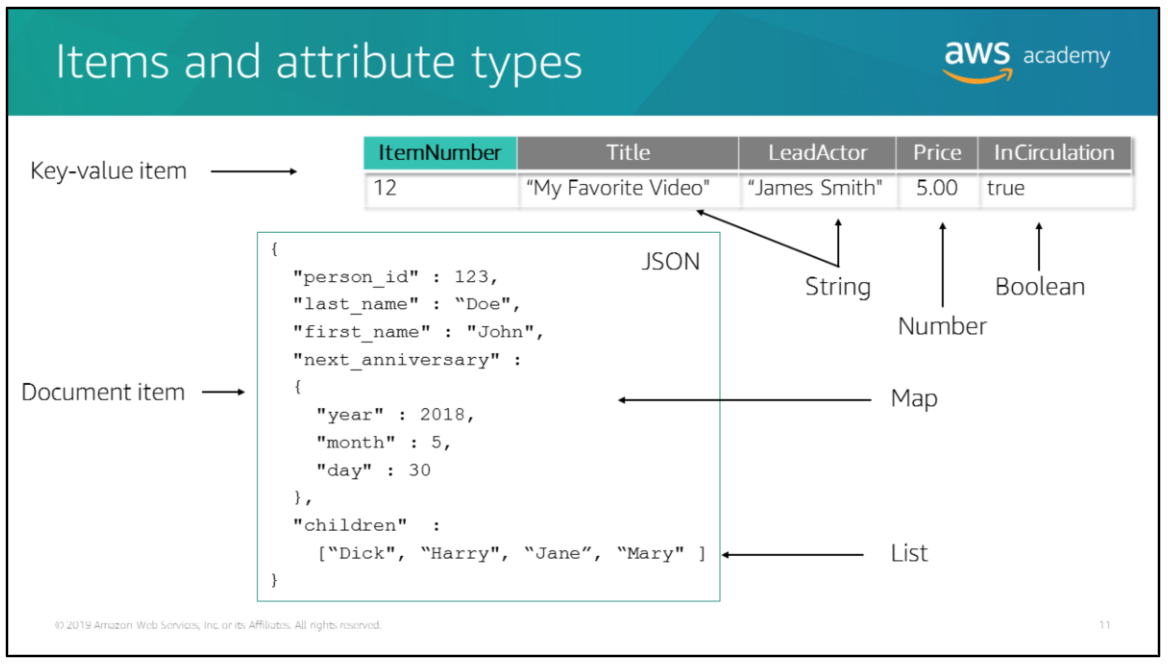 Items and attribute types
aws academy
Key-value item
ItemNumber Title LeadActor Price InCirculation
12 “My Favorite Video" “James Smith" 5.00 true
String
Number
Boolean
Document item
JSON
{
"person_id" : 123,
"last_name" : “Doe",
"first_name" : "John",
"next_anniversary" :
{
"year" : 2018,
"month" : 5,
"day" : 30
},
"children" :
[“Dick", “Harry", “Jane”, “Mary" ]
}
Map
List
© 2019 Amazon Web Services, Inc. or its Affiliates. All rights reserved.
11